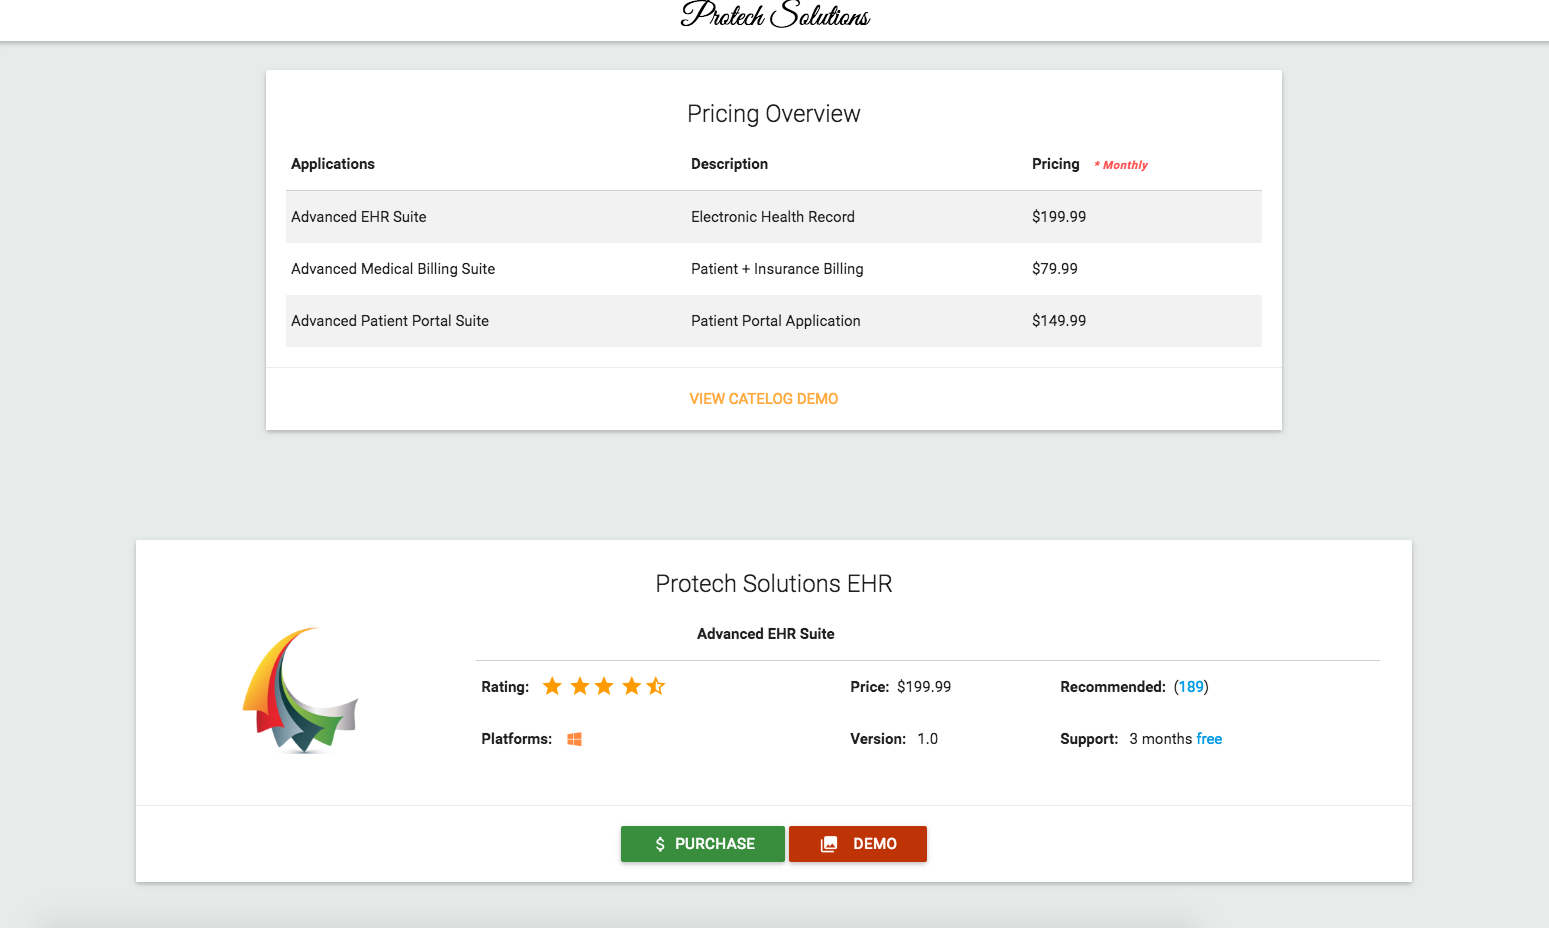 Protech Solutions
Pricing Overview
Applications Description Pricing * Monthly
Advanced EHR Suite Electronic Health Record $199.99
Advanced Medical Billing Suite Patient + Insurance Billing $79.99
Advanced Patient Portal Suite Patient Portal Application $149.99
VIEW CATELOG DEMO
Protech Solutions EHR
Advanced EHR Suite
Rating: Price: $199.99 Recommended: (189)
Platforms: Version: 1.0 Support: 3 months free
$ PURCHASE DEMO